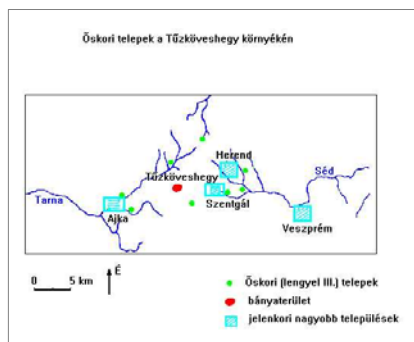 Őskori telepek a Tűzköveshegy környékén
Herend
Tűzköveshegy
Séd
Tarna
Szentgál
Ajka
Veszprém
0 5 km
É
Őskori (lengyel III.) telepek
bányaterület
jelenkori nagyobb települések